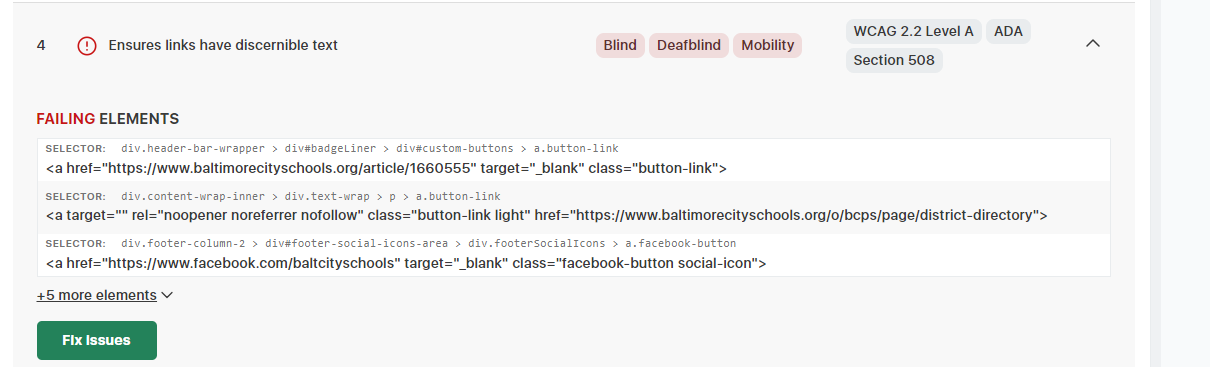 4 Ensures links have discernible text Blind Deafblind Mobility WCAG 2.2 Level A ADA
Section 508
FAILING ELEMENTS
SELECTOR: div.header-bar-wrapper > div#badgeLiner > div#custom-buttons > a.button-link
<a href="https://www.baltimorecityschools.org/article/1660555" target="_blank" class="button-link">
SELECTOR: div.content-wrap-inner > div.text-wrap > p > a.button-link
<a target="" rel="noopener noreferrer nofollow" class="button-link light" href="https://www.baltimorecityschools.org/o/bcps/page/district-directory">
SELECTOR: div.footer-column-2 > div#footer-social-icons-area > div.footerSocialIcons > a.facebook-button
<a href="https://www.facebook.com/baltcityschools" target="_blank" class="facebook-button social-icon">
+5 more elements
Fix Issues